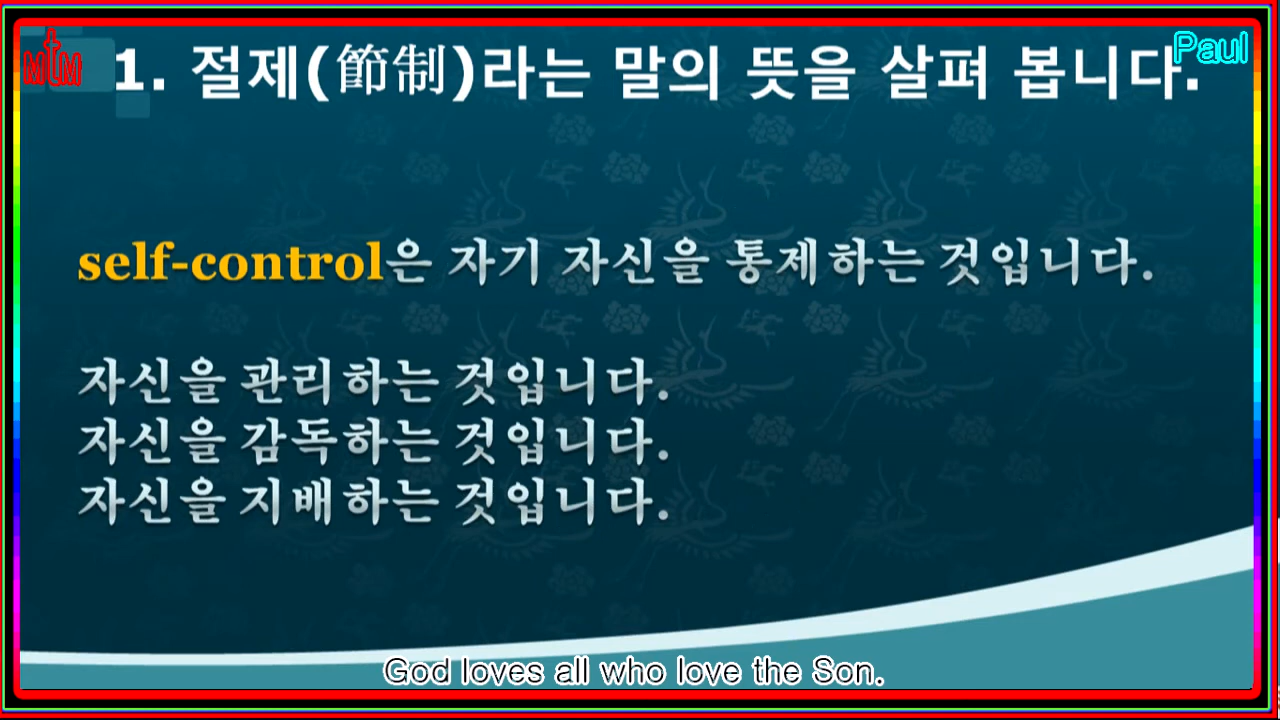 MtM
Paul
1. 절제(節制)라는 말의 뜻을 살펴 봅니다.
self-control은 자기 자신을 통제하는 것입니다.
자신을 관리하는 것입니다.
자신을 감독하는 것입니다.
자신을 지배하는 것입니다.
God loves all who love the Son.